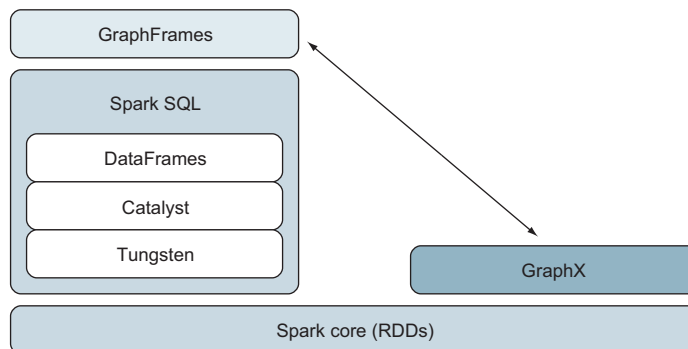 GraphFrames
Spark SQL
DataFrames
Catalyst
Tungsten
GraphX
Spark core (RDDs)